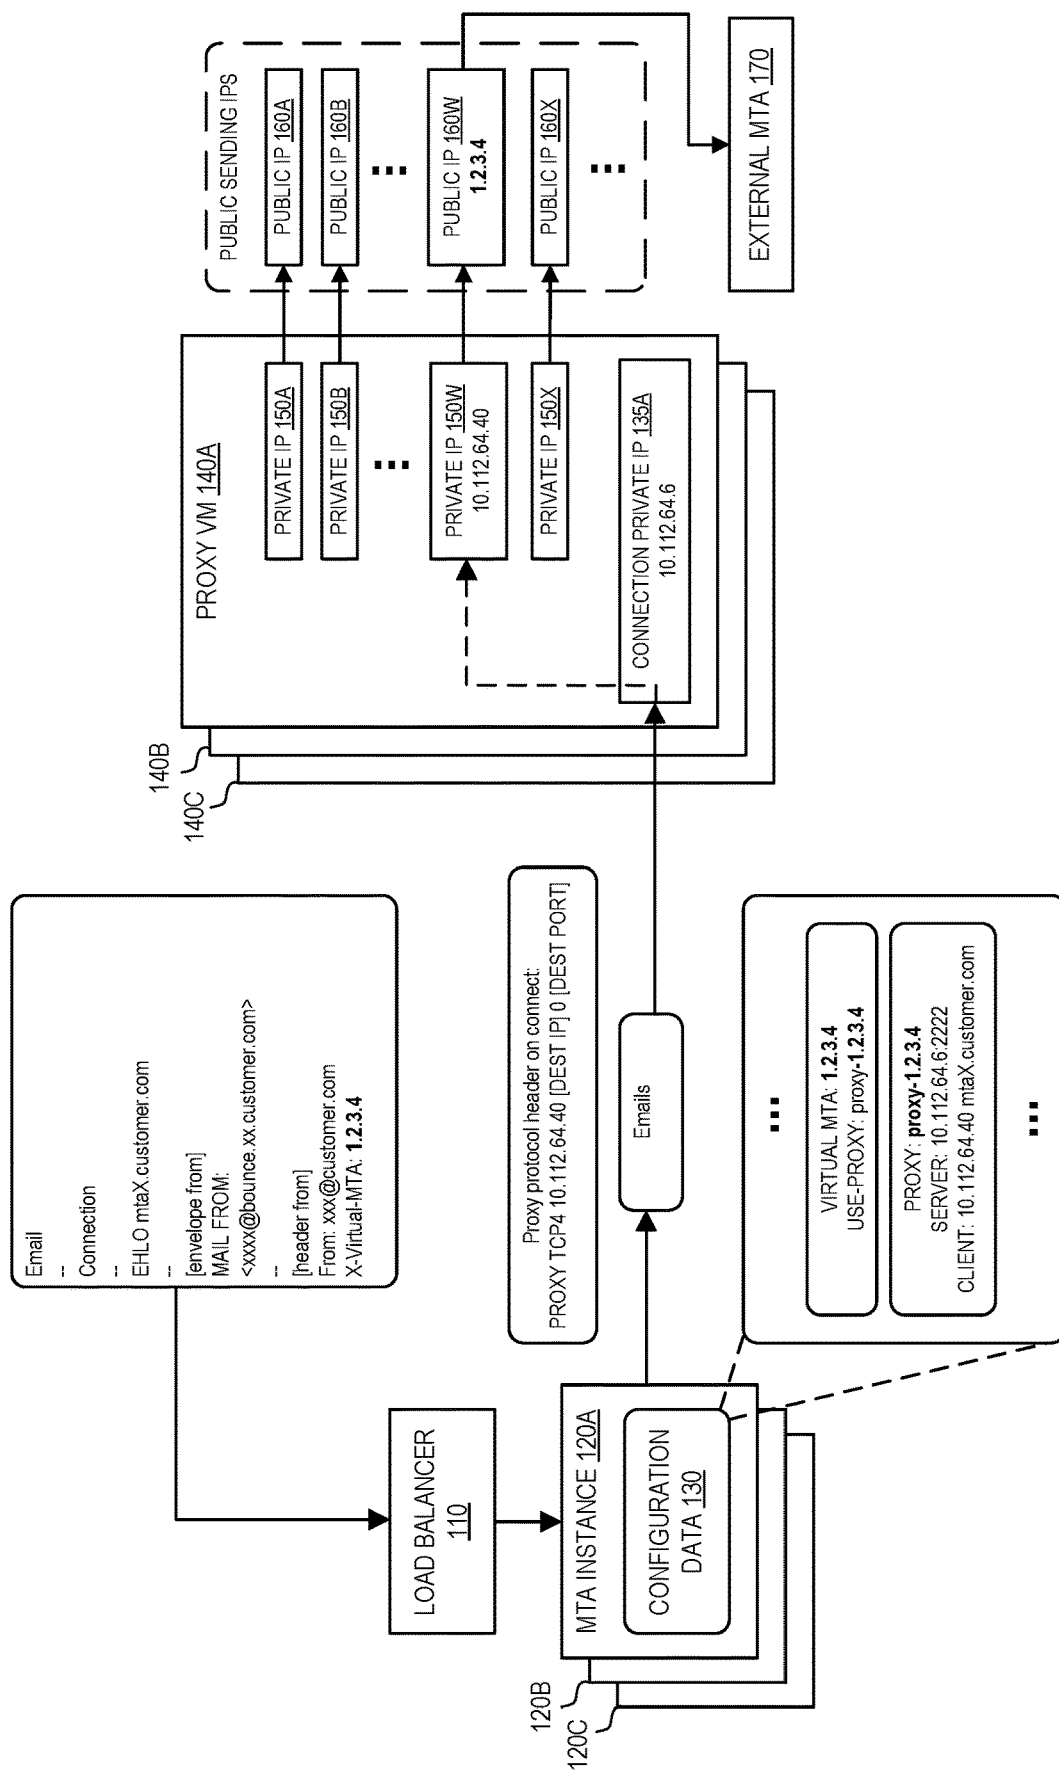 Email
--
Connection
--
EHLO mtaX.customer.com
--
[envelope from]
MAIL FROM:
<xxxx@bounce.xx.customer.com>
--
[header from]
From: xxx@customer.com
X-Virtual-MTA: 1.2.3.4
LOAD BALANCER
110
MTA INSTANCE 120A
CONFIGURATION
DATA 130
120B
120C
Proxy protocol header on connect:
PROXY TCP4 10.112.64.40 [DEST IP] 0 [DEST PORT]
Emails
...
VIRTUAL MTA: 1.2.3.4
USE-PROXY: proxy-1.2.3.4
PROXY: proxy-1.2.3.4
SERVER: 10.112.64.6:2222
CLIENT: 10.112.64.40 mtaX.customer.com
...
140B
140C
PROXY VM 140A
PRIVATE IP 150A
PRIVATE IP 150B
...
PRIVATE IP 150W
10.112.64.40
PRIVATE IP 150X
CONNECTION PRIVATE IP 135A
10.112.64.6
PUBLIC SENDING IPS
PUBLIC IP 160A
PUBLIC IP 160B
...
PUBLIC IP 160W
1.2.3.4
PUBLIC IP 160X
...
EXTERNAL MTA 170